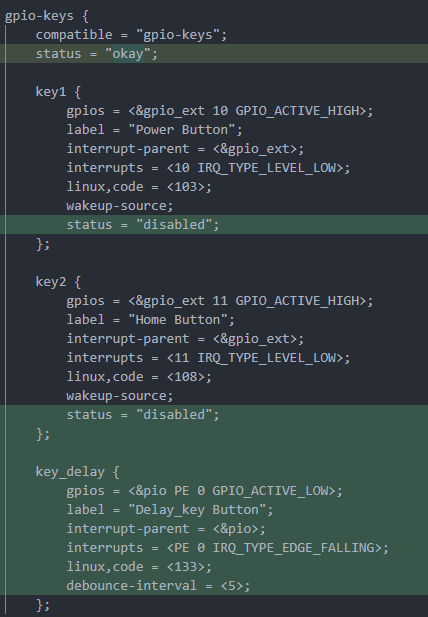 gpio-keys {
    compatible = "gpio-keys";
    status = "okay";

    key1 {
        gpios = <&gpio_ext 10 GPIO_ACTIVE_HIGH>;
        label = "Power Button";
        interrupt-parent = <&gpio_ext>;
        interrupts = <10 IRQ_TYPE_LEVEL_LOW>;
        linux,code = <103>;
        wakeup-source;
        status = "disabled";
    };

    key2 {
        gpios = <&gpio_ext 11 GPIO_ACTIVE_HIGH>;
        label = "Home Button";
        interrupt-parent = <&gpio_ext>;
        interrupts = <11 IRQ_TYPE_LEVEL_LOW>;
        linux,code = <108>;
        wakeup-source;
        status = "disabled";
    };

    key_delay {
        gpios = <&pio PE 0 GPIO_ACTIVE_LOW>;
        label = "Delay_key Button";
        interrupt-parent = <&pio>;
        interrupts = <PE 0 IRQ_TYPE_EDGE_FALLING>;
        linux,code = <133>;
        debounce-interval = <5>;
    };